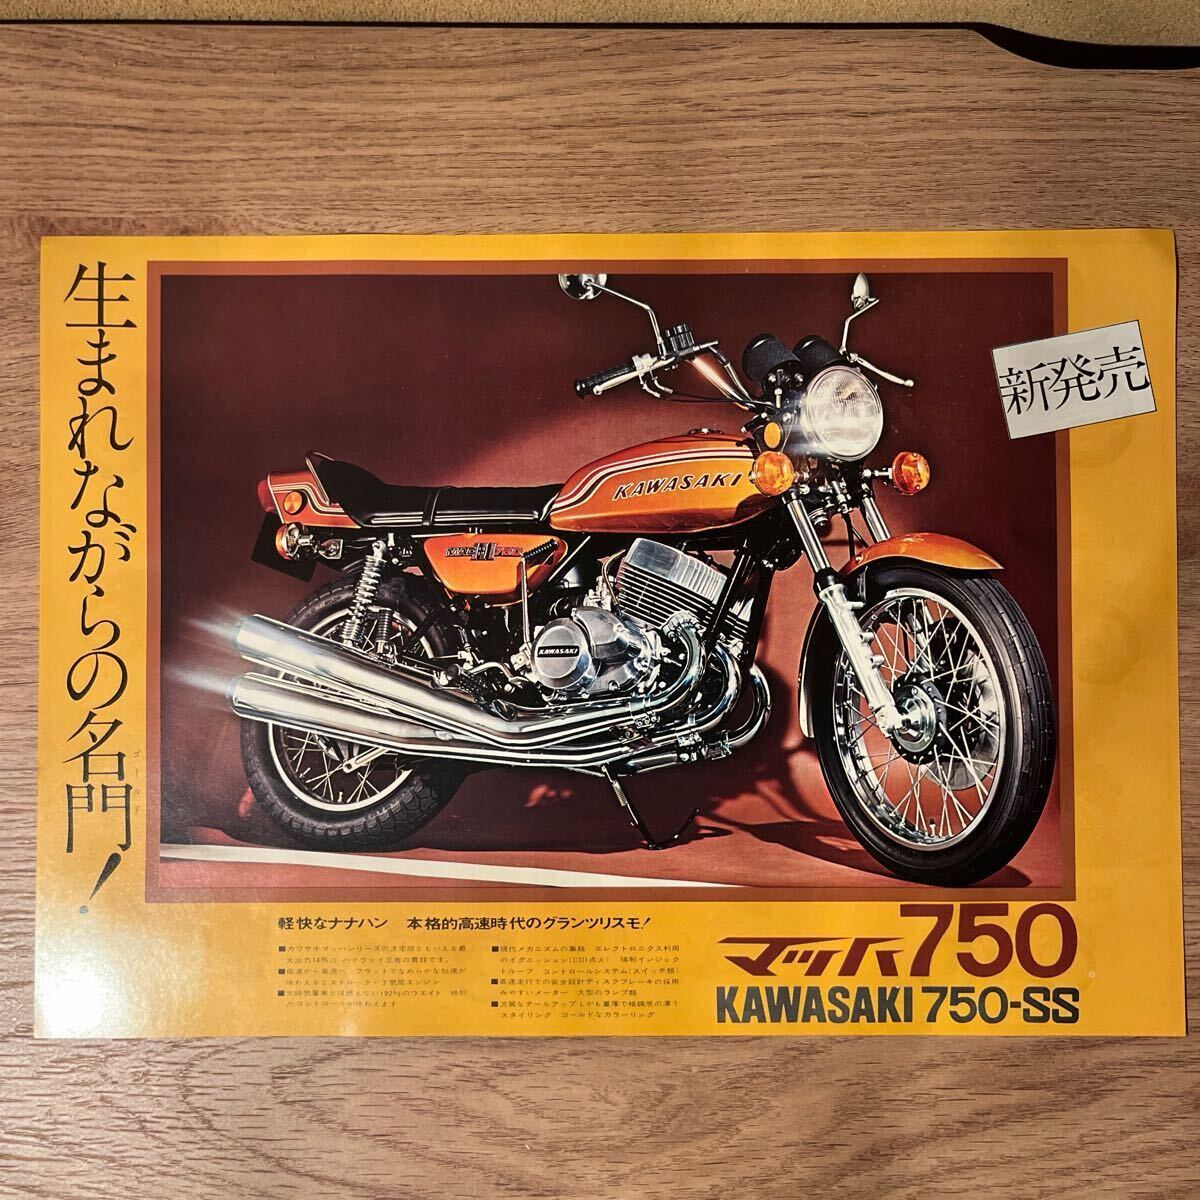 生まれながらの名門!
ゴールド
新発売
KAWASAKI
MACH III 750
KAWASAKI
軽快なナナハン 本格的高速時代のグランツリスモ!
■カワサキマッハシリーズの決定版ともいえる最
大出力74馬力 ハイウェイ王者の貫録です。
■低速から高速へ フラットでなめらかな加速が
味わえる2ストローク・3気筒エンジン
■大排気量車とは思えない192kgのウエイト 絶妙
のコントロールが味わえます
■現代メカニズムの集結 エレクトロニクス利用
のイグニッション(CDI点火) 強制インジェク
トルーブ コントロールシステム(スイッチ類)
■高速走行での安全設計ディスクブレーキの採用
みやすいメーター 大型のランプ類
■流麗なテールアップ しかも重厚で格調感の漂う
スタイリング ゴールドなカラーリング
マッハ750
KAWASAKI 750-SS